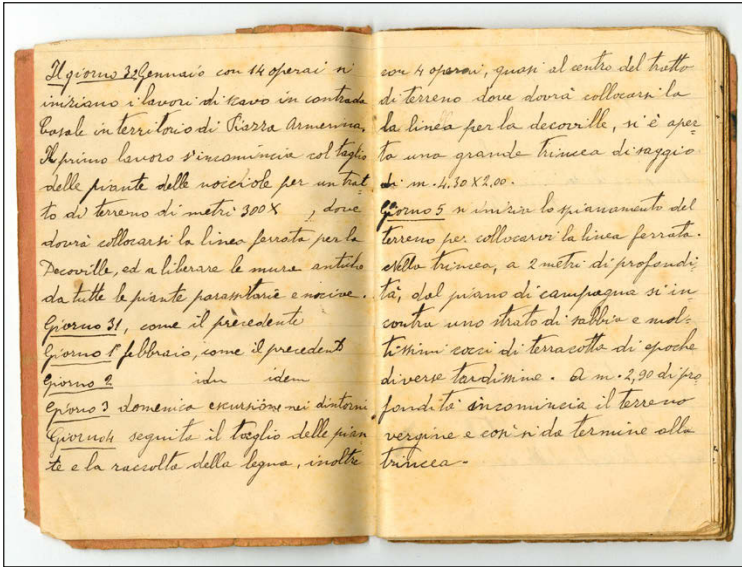 Il giorno 30 Gennaio con 14 operai si
iniziano i lavori di scavo in contrada
Casale in territorio di Piazza Armerina,
Il primo lavoro s'incomincia col taglio
delle piante delle nocciole per un trat
to di terreno di metri 300 X , dove
dovrà collocarsi la linea ferrata per la
Decoville, ed a liberare le mura antiche
da tutte le piante parassitarie e nocive.
Giorno 31, come il precedente
Giorno 1° febbraio, come il precedente
Giorno 2 idm idem
Giorno 3 domenica escursione nei dintorni
Giorno 4 seguita il taglio delle pian
te e la raccolta della legna, inoltre
con 4 operai, quasi al centro del tratto
di terreno dove dovrà collocarsi la
la linea per la decoville, si è aper=
ta una grande trincea di saggio
di m. 4.30 X 2,00.
Giorno 5 si inizia lo spianamento del
terreno per collocarvi la linea ferrata.
Nella trincea, a 2 metri di profondi
tà, dal piano di campagna si in=
contra uno strato di sabbia e mol=
tissimi cocci di terracotta di epoche
diverse tardissime. A m. 2,90 di pro
fondità incomincia il terreno
vergine e così si da termine alla
trincea.